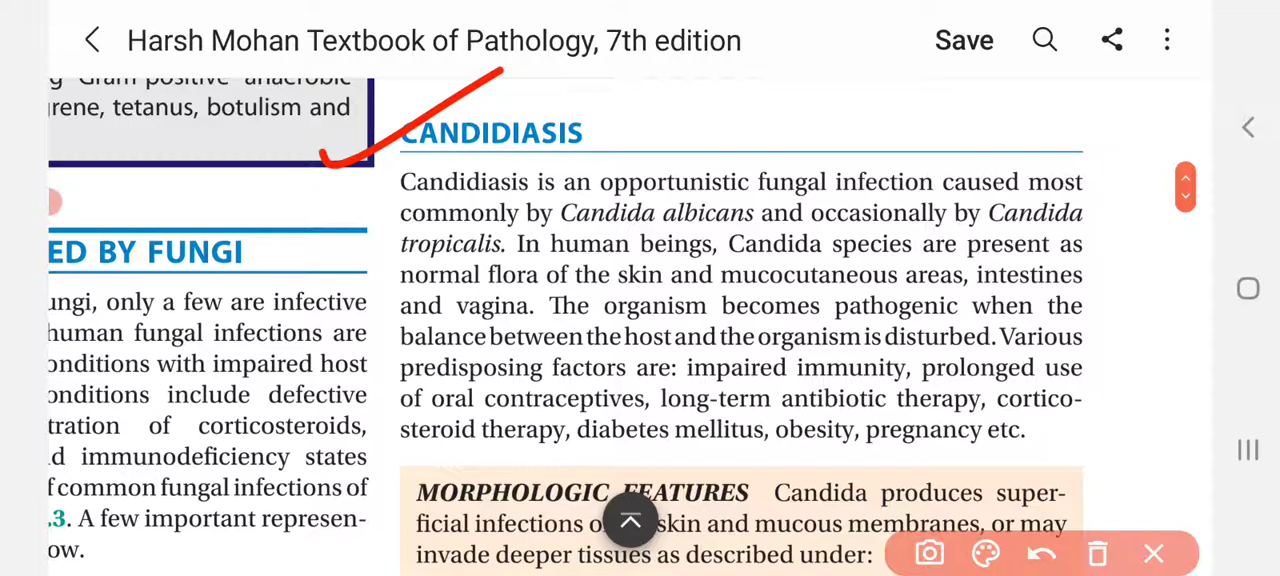 Harsh Mohan Textbook of Pathology, 7th edition
Save
g Gram-positive anaerobic
rene, tetanus, botulism and
ED BY FUNGI
ungi, only a few are infective
human fungal infections are
onditions with impaired host
onditions include defective
tration of corticosteroids,
d immunodeficiency states
f common fungal infections of
.3. A few important represen-
ow.
CANDIDIASIS
Candidiasis is an opportunistic fungal infection caused most
commonly by Candida albicans and occasionally by Candida
tropicalis. In human beings, Candida species are present as
normal flora of the skin and mucocutaneous areas, intestines
and vagina. The organism becomes pathogenic when the
balance between the host and the organism is disturbed. Various
predisposing factors are: impaired immunity, prolonged use
of oral contraceptives, long-term antibiotic therapy, cortico-
steroid therapy, diabetes mellitus, obesity, pregnancy etc.
MORPHOLOGIC FEATURES Candida produces super-
ficial infections o skin and mucous membranes, or may
invade deeper tissues as described under: